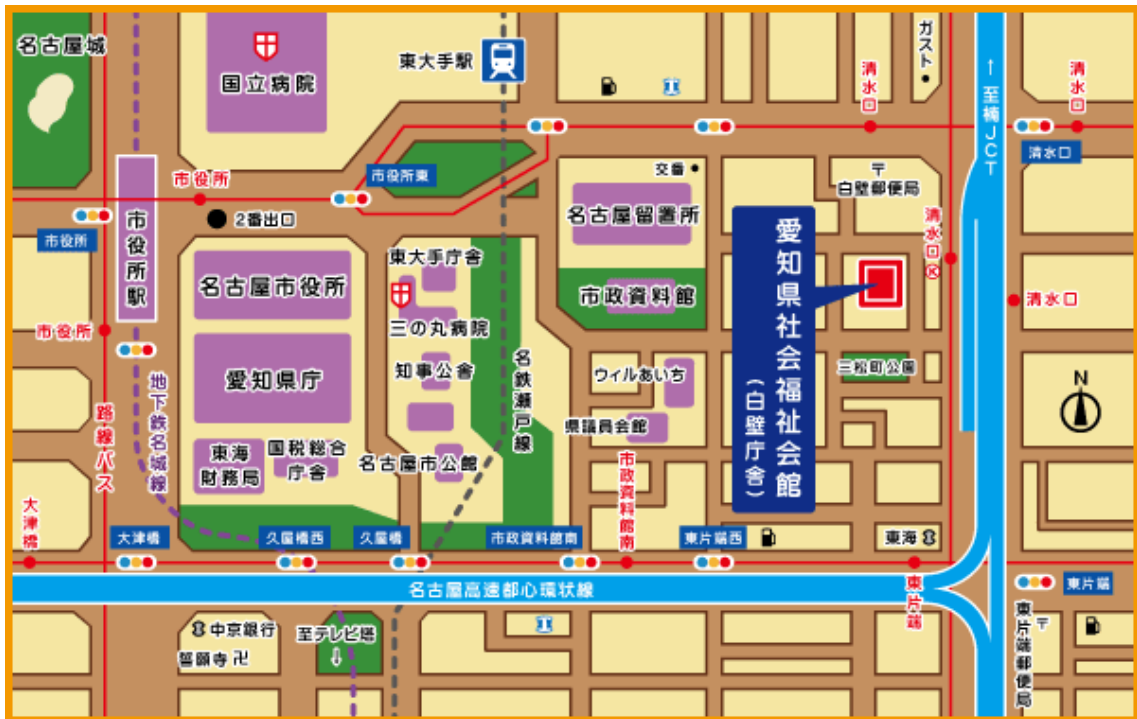 名古屋城
国立病院
東大手駅
ガスト
清水口
清水口
↑至楠JCT
清水口
市役所東
市役所
交番
〒
白壁郵便局
市役所
2番出口
市役所駅
名古屋留置所
愛知県社会福祉会館
(白壁庁舎)
清水口Ⓚ
東大手庁舎
名古屋市役所
市政資料館
清水口
市役所
三の丸病院
愛知県庁
知事公舎
名鉄瀬戸線
ウィルあいち
三松町公園
N
地下鉄名城線
路線バス
県議員会館
東海
財務局
国税総合
庁舎
名古屋市公館
市政資料館南
大津橋
大津橋
久屋橋西
久屋橋
市政資料館南
東片端西
東海
名古屋高速都心環状線
東片端
東片端
中京銀行
誓願寺卍
至テレビ塔
⇩
〒
東片端郵便局